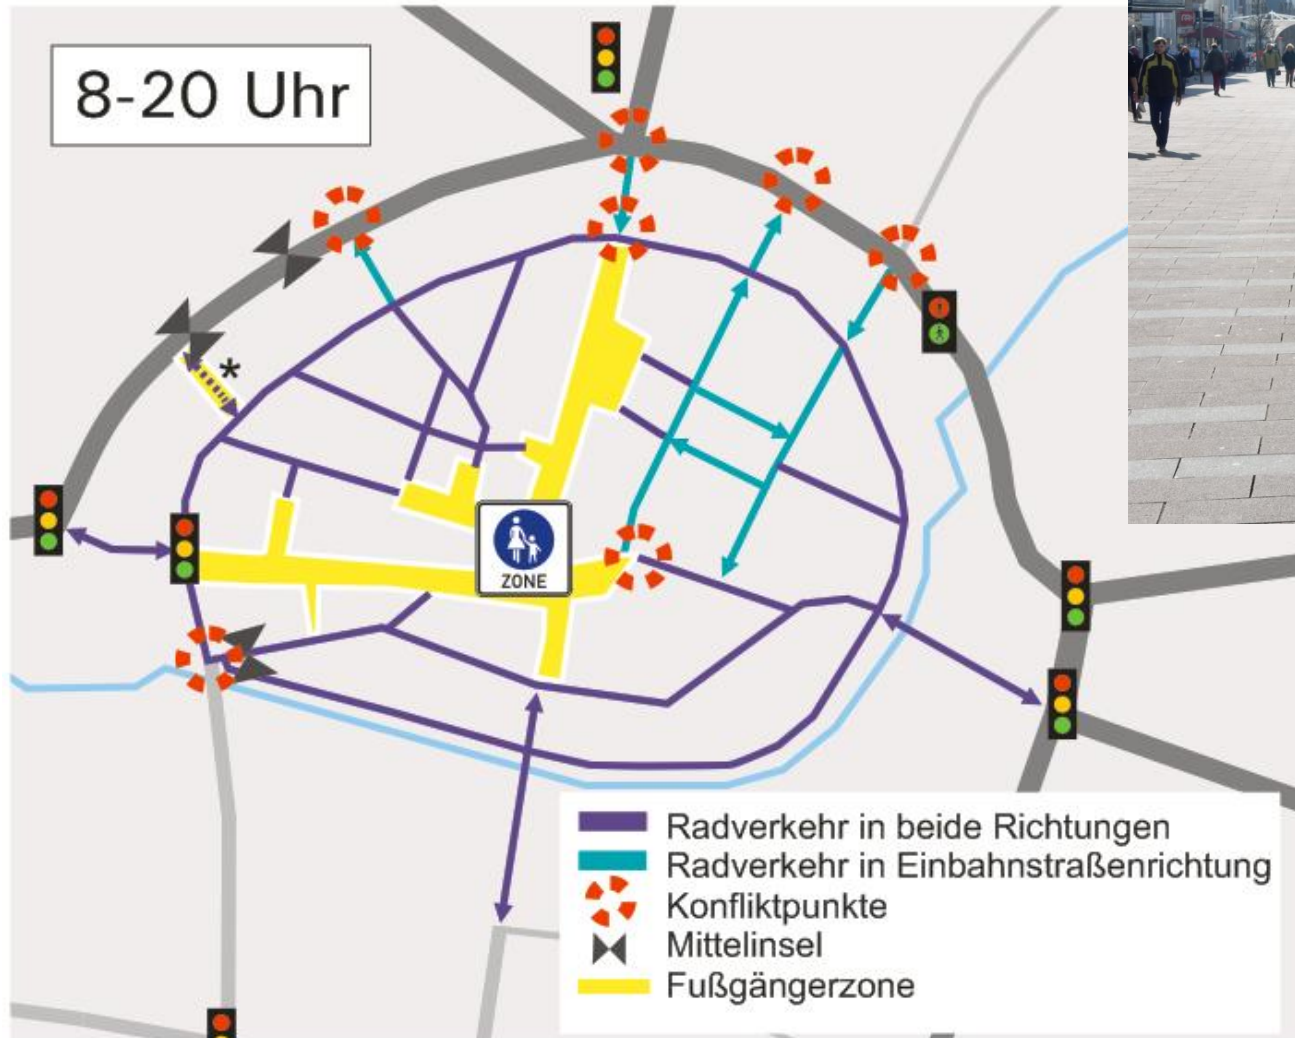 8-20 Uhr
*
ZONE
Radverkehr in beide Richtungen
Radverkehr in Einbahnstraßenrichtung
Konfliktpunkte
Mittelinsel
Fußgängerzone